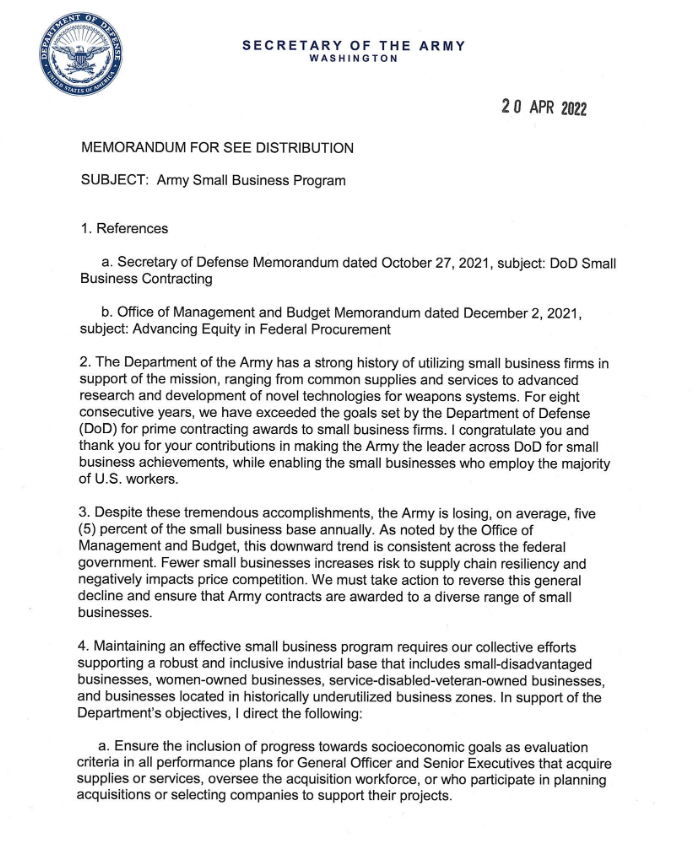 DEPARTMENT OF DEFENSE
UNITED STATES OF AMERICA
SECRETARY OF THE ARMY
WASHINGTON
20 APR 2022
MEMORANDUM FOR SEE DISTRIBUTION
SUBJECT: Army Small Business Program
1. References
a. Secretary of Defense Memorandum dated October 27, 2021, subject: DoD Small
Business Contracting
b. Office of Management and Budget Memorandum dated December 2, 2021,
subject: Advancing Equity in Federal Procurement
2. The Department of the Army has a strong history of utilizing small business firms in
support of the mission, ranging from common supplies and services to advanced
research and development of novel technologies for weapons systems. For eight
consecutive years, we have exceeded the goals set by the Department of Defense
(DoD) for prime contracting awards to small business firms. I congratulate you and
thank you for your contributions in making the Army the leader across DoD for small
business achievements, while enabling the small businesses who employ the majority
of U.S. workers.
3. Despite these tremendous accomplishments, the Army is losing, on average, five
(5) percent of the small business base annually. As noted by the Office of
Management and Budget, this downward trend is consistent across the federal
government. Fewer small businesses increases risk to supply chain resiliency and
negatively impacts price competition. We must take action to reverse this general
decline and ensure that Army contracts are awarded to a diverse range of small
businesses.
4. Maintaining an effective small business program requires our collective efforts
supporting a robust and inclusive industrial base that includes small-disadvantaged
businesses, women-owned businesses, service-disabled-veteran-owned businesses,
and businesses located in historically underutilized business zones. In support of the
Department's objectives, I direct the following:
a. Ensure the inclusion of progress towards socioeconomic goals as evaluation
criteria in all performance plans for General Officer and Senior Executives that acquire
supplies or services, oversee the acquisition workforce, or who participate in planning
acquisitions or selecting companies to support their projects.